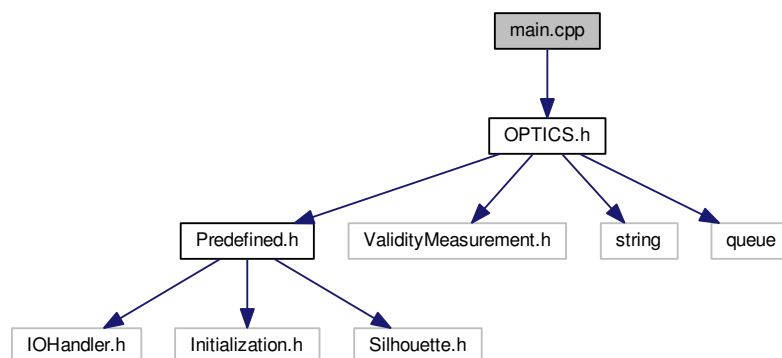 main.cpp
OPTICS.h
Predefined.h
ValidityMeasurement.h
string
queue
IOHandler.h
Initialization.h
Silhouette.h